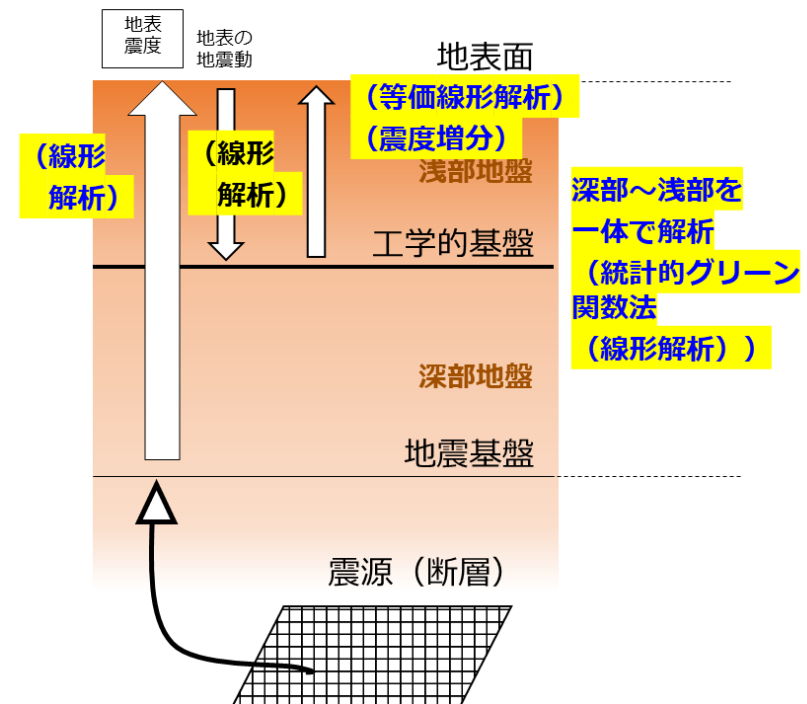 地表
震度
地表の
地震動
地表面
（等価線形解析）
（震度増分）
（線形
解析）
（線形
解析）
浅部地盤
工学的基盤
深部～浅部を
一体で解析
（統計的グリーン
関数法
（線形解析））
深部地盤
地震基盤
震源（断層）